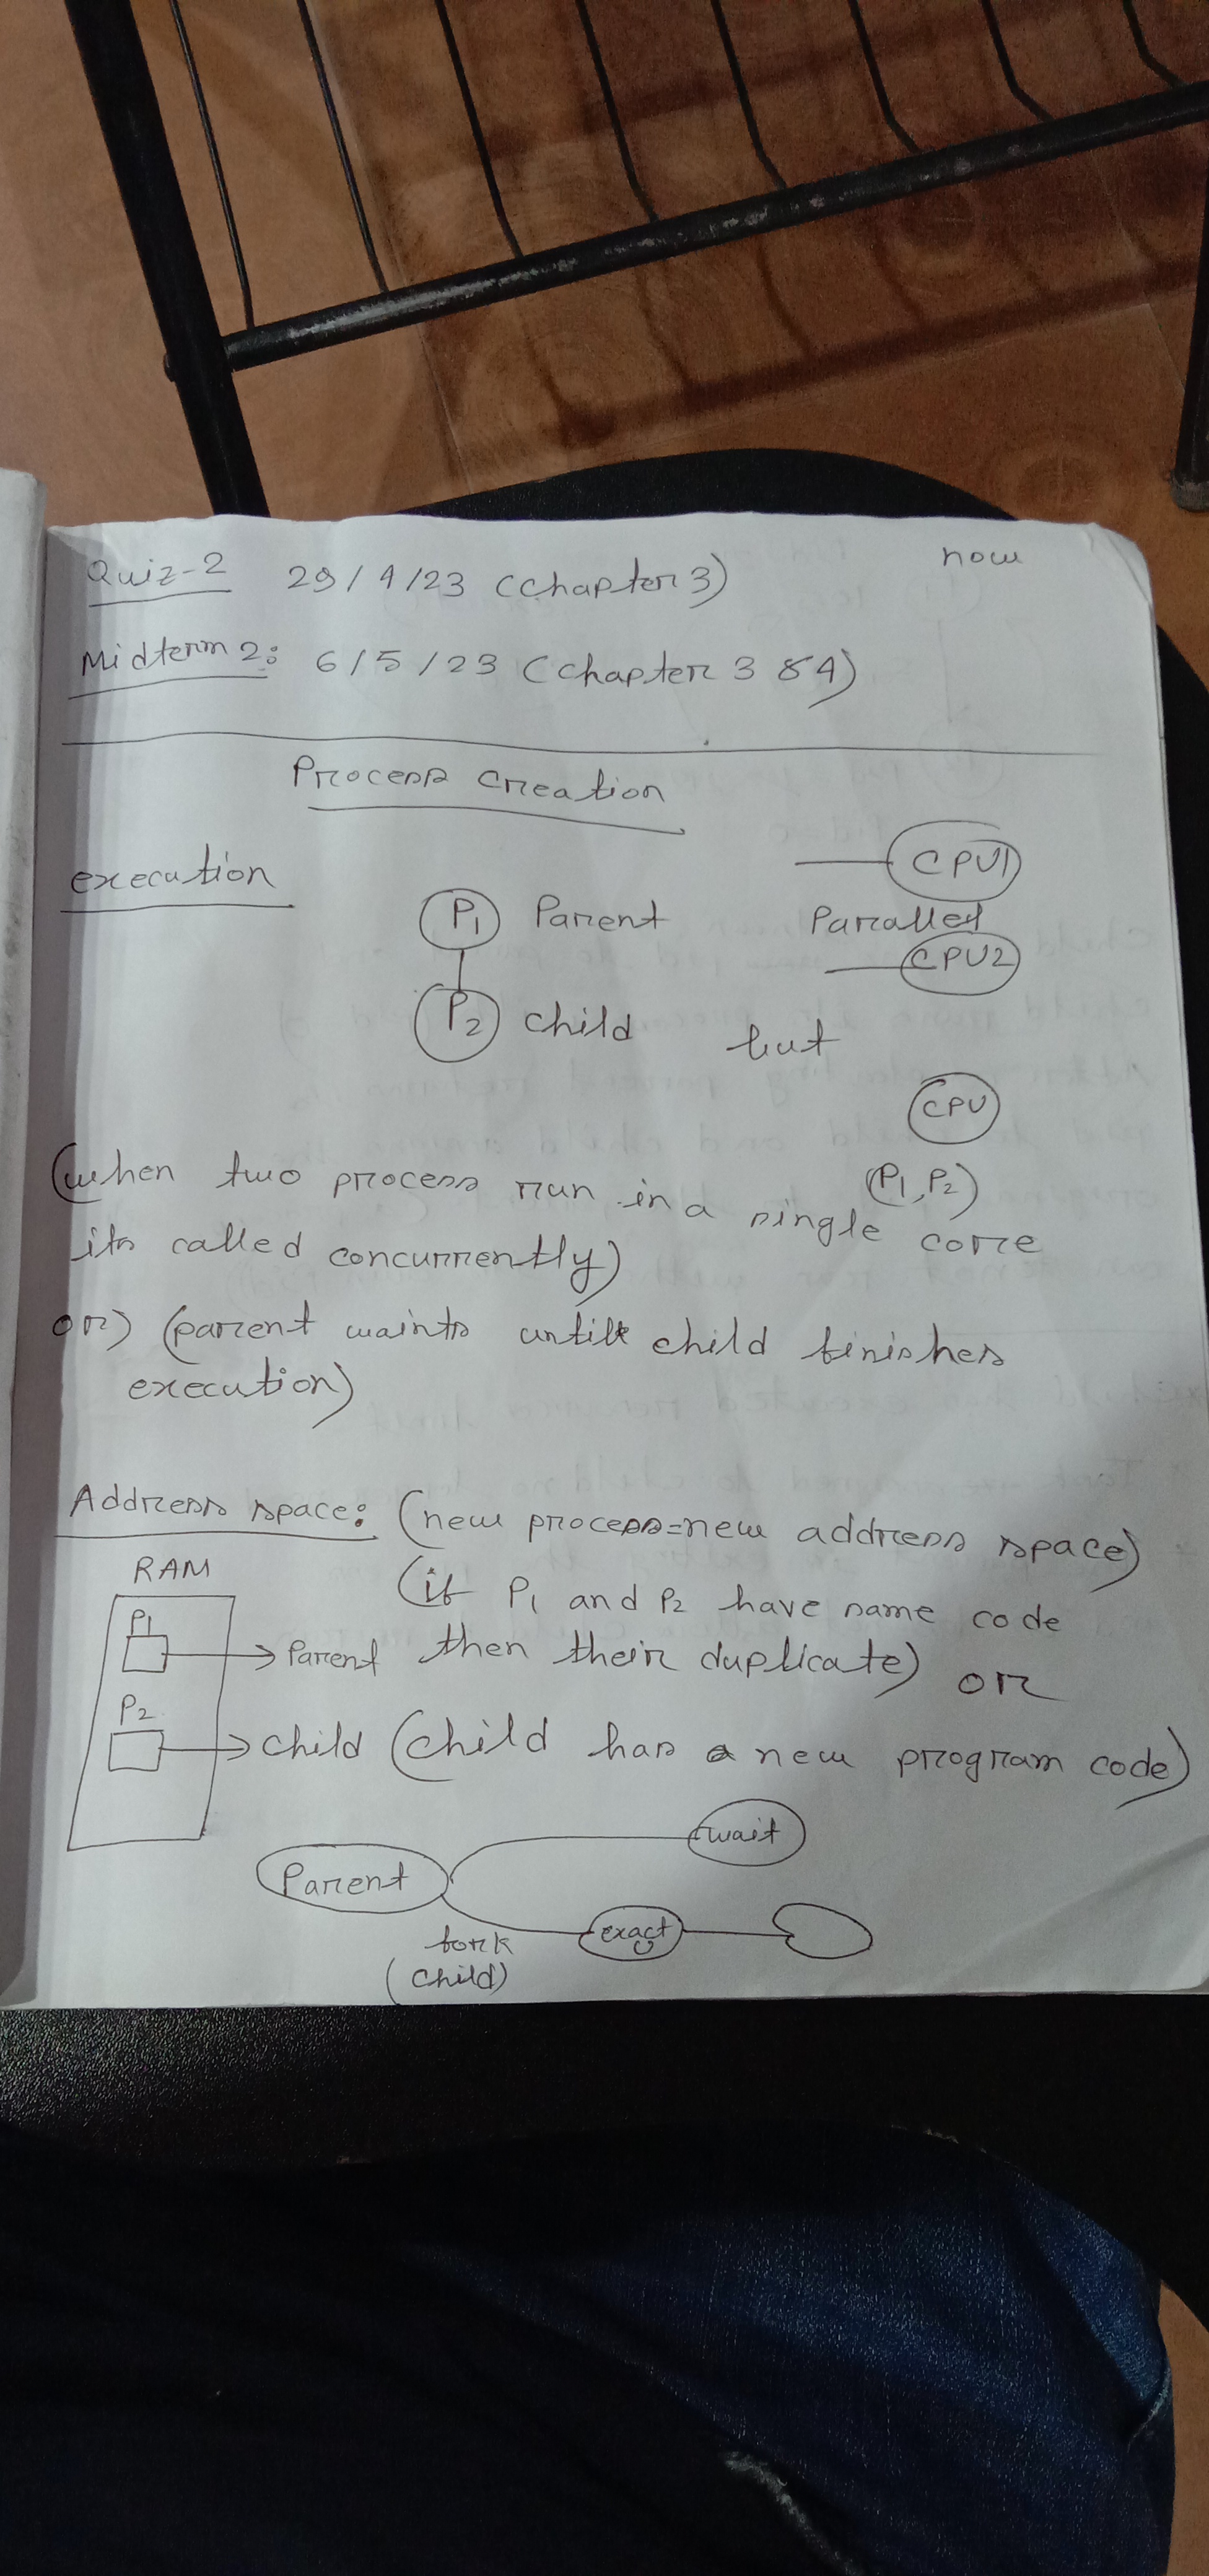 now
Quiz-2 29/4/23 (Chapter 3)
Midterm 2: 6/5/23 (Chapter 3 & 4)
Process Creation
execution
CPU1
P1 Parent Parallel
CPU2
P2 child but
CPU
(P1, P2)
(when two process run in a single core
its called concurrently)
or) (parent waints untill child finishes
execution)
Address space: (new process=new address space)
RAM
(if P1 and P2 have same code
P1
→ Parent then their duplicate) or
P2
→ child (child has a new program code)
wait
Parent
fork
(child)